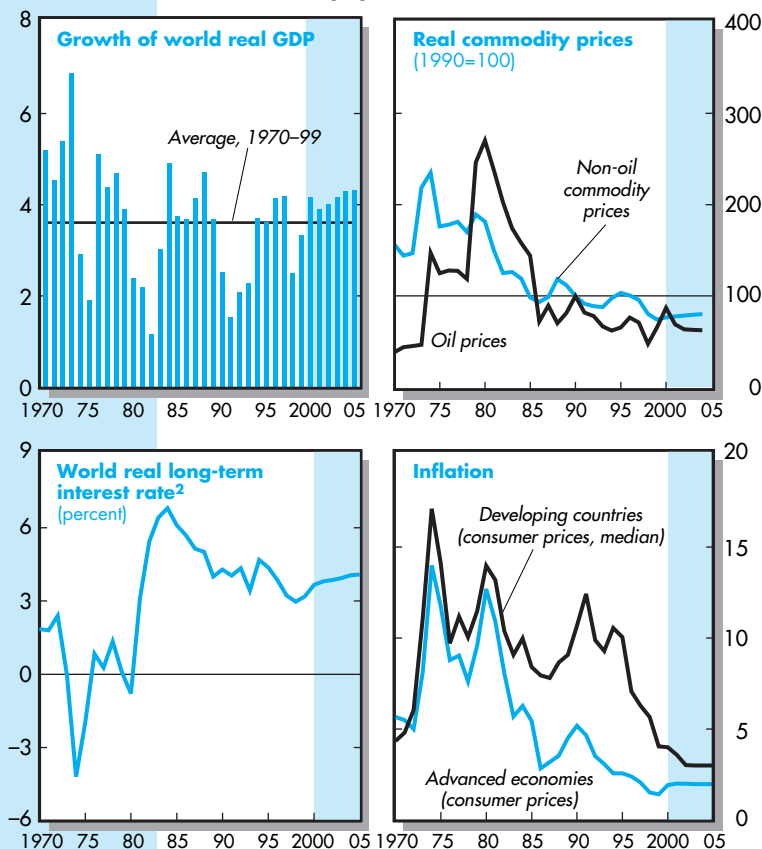 Growth of world real GDP
8
6
4
2
0
Average, 1970–99
1970 75 80 85 90 95 2000 05
Real commodity prices
(1990=100)
400
300
200
100
0
Non-oil
commodity
prices
Oil prices
1970 75 80 85 90 95 2000 05
World real long-term
interest rate²
(percent)
9
6
3
0
–3
–6
1970 75 80 85 90 95 2000 05
Inflation
20
15
10
5
0
Developing countries
(consumer prices, median)
Advanced economies
(consumer prices)
1970 75 80 85 90 95 2000 05